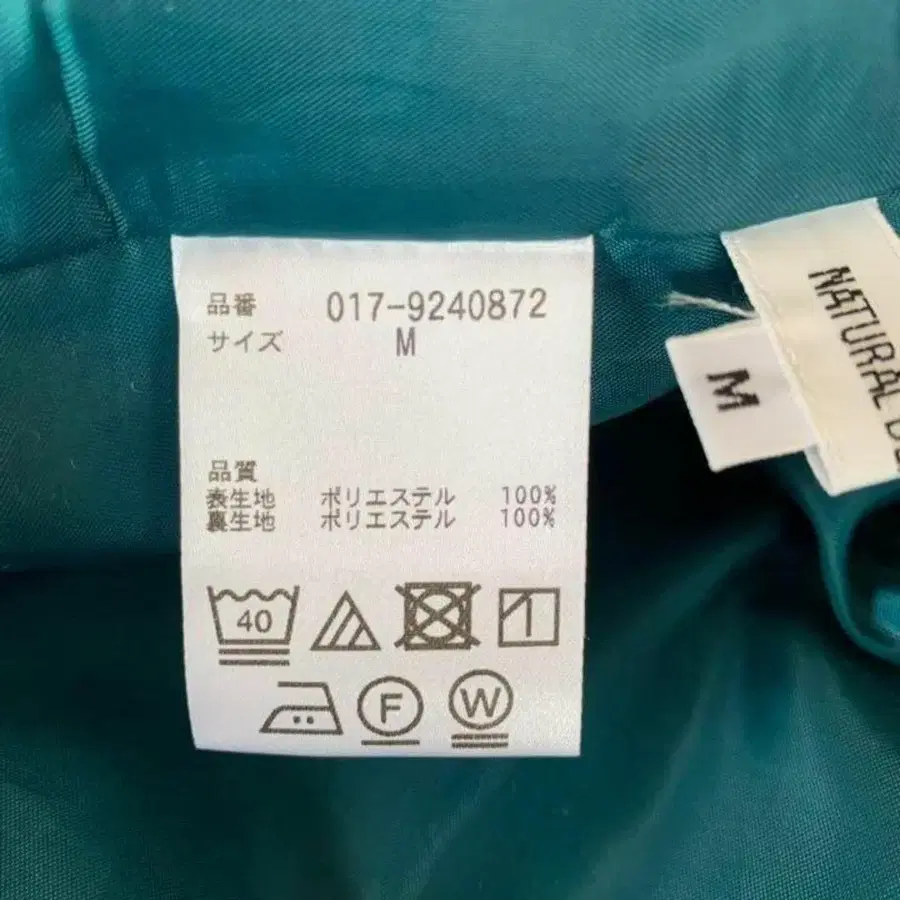 品番 017-9240872
サイズ M
品質
表生地 ポリエステル 100%
裏生地 ポリエステル 100%
40
F
W
M
NATURAL